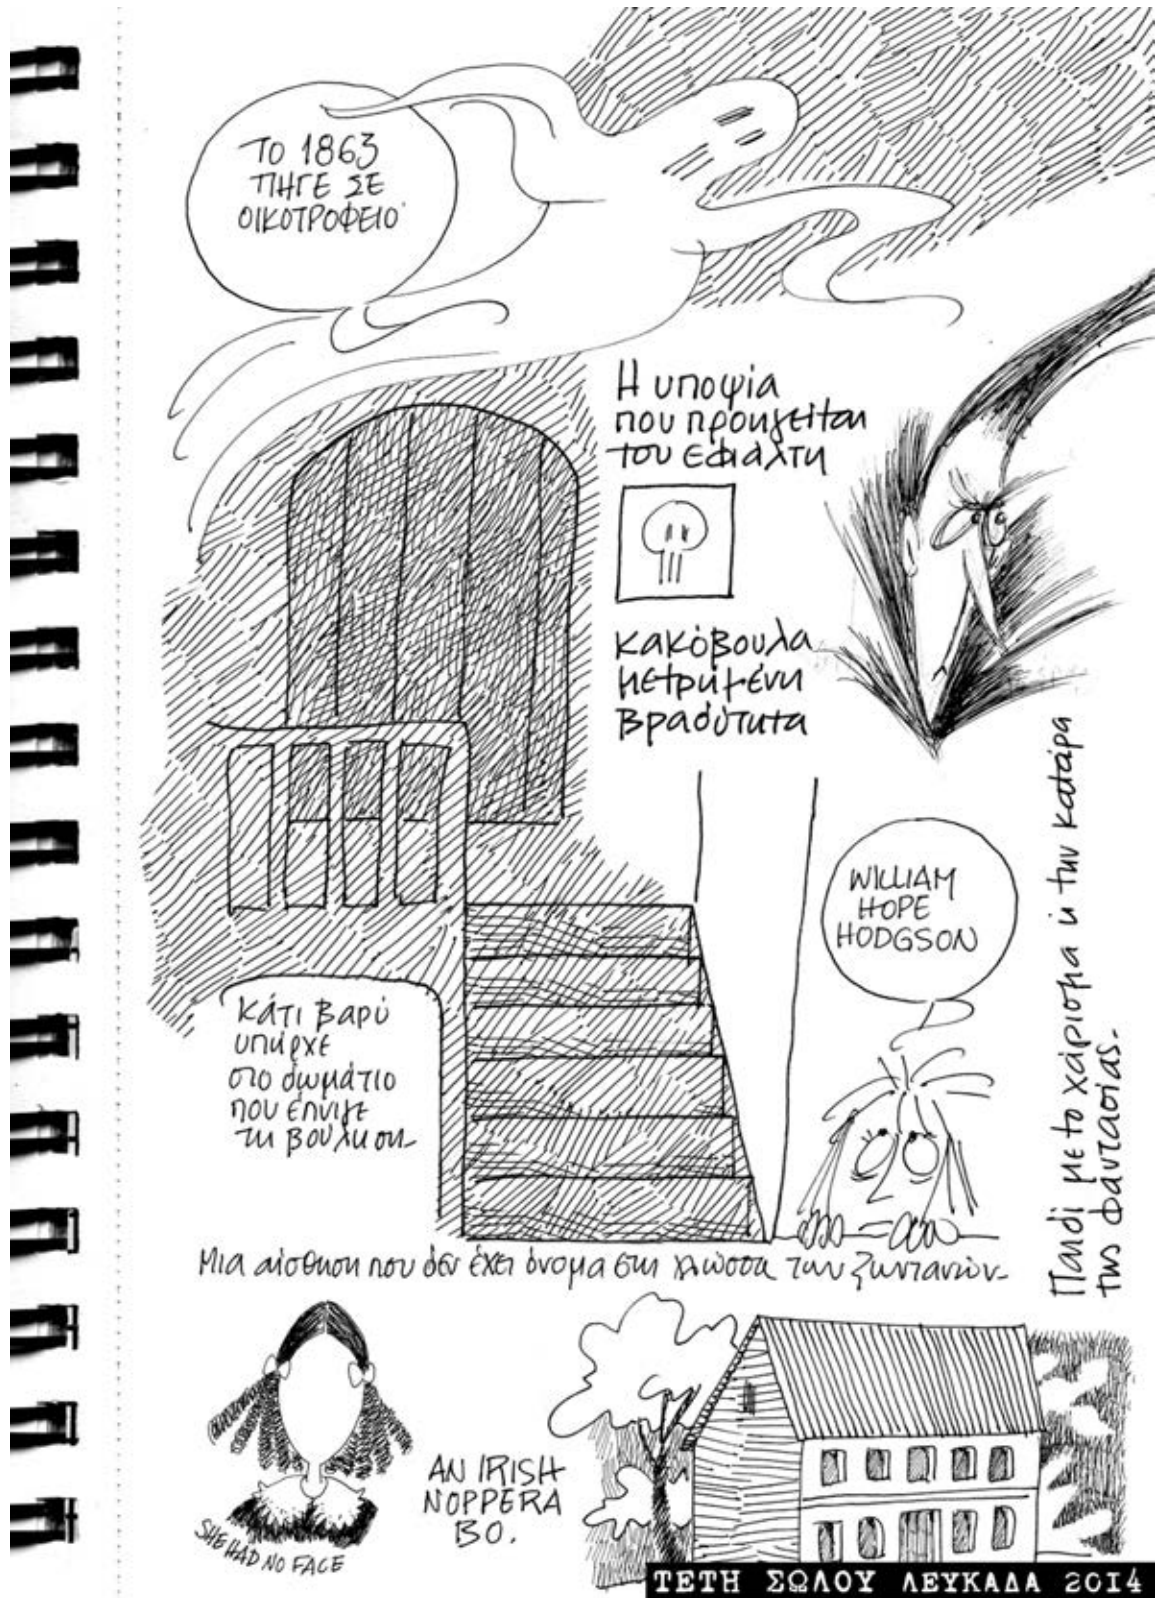 ΤΟ 1863
ΠΗΓΕ ΣΕ
ΟΙΚΟΤΡΟΦΕΙΟ
Η υποψία
που προηγείται
του εφιάλτη
κακόβουλα
μετρημένη
βραδύτητα
WILLIAM
HOPE
HODGSON
Παιδί με το χάρισμα κ την κατάρα
της φαντασίας.
κάτι βαρύ
υπήρχε
στο δωμάτιο
που έπνιγε
τη βούληση
Μια αίσθηση που δεν έχει όνομα στη γλώσσα των ζωντανών
SHE HAD NO FACE
AN IRISH
NOPPERA
BO.
ΤΕΤΗ ΣΩΛΟΥ ΛΕΥΚΑΔΑ 2014